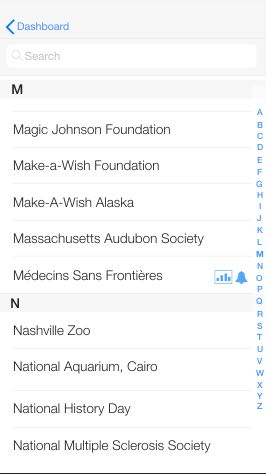 Dashboard
Search
M
Magic Johnson Foundation
Make-a-Wish Foundation
Make-A-Wish Alaska
Massachusetts Audubon Society
Médecins Sans Frontières
N
Nashville Zoo
National Aquarium, Cairo
National History Day
National Multiple Sclerosis Society
A
B
C
D
E
F
G
H
I
J
K
L
M
N
O
P
Q
R
S
T
U
V
W
X
Y
Z